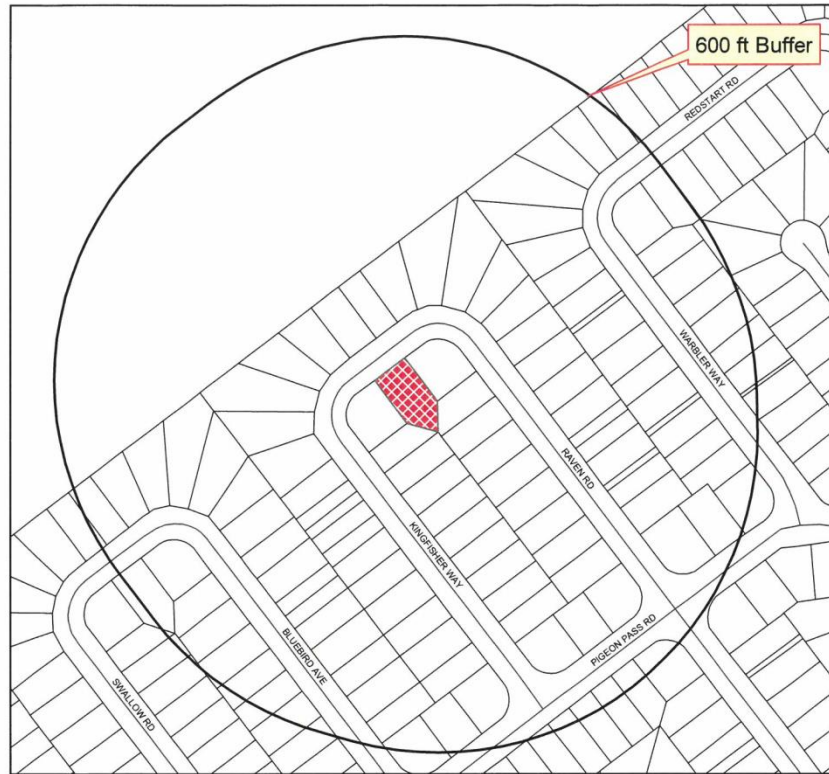 600 ft Buffer
REDSTART RD
WARBLER WAY
RAVEN RD
KINGFISHER WAY
PIGEON PASS RD
BLUEBIRD AVE
SWALLOW RD